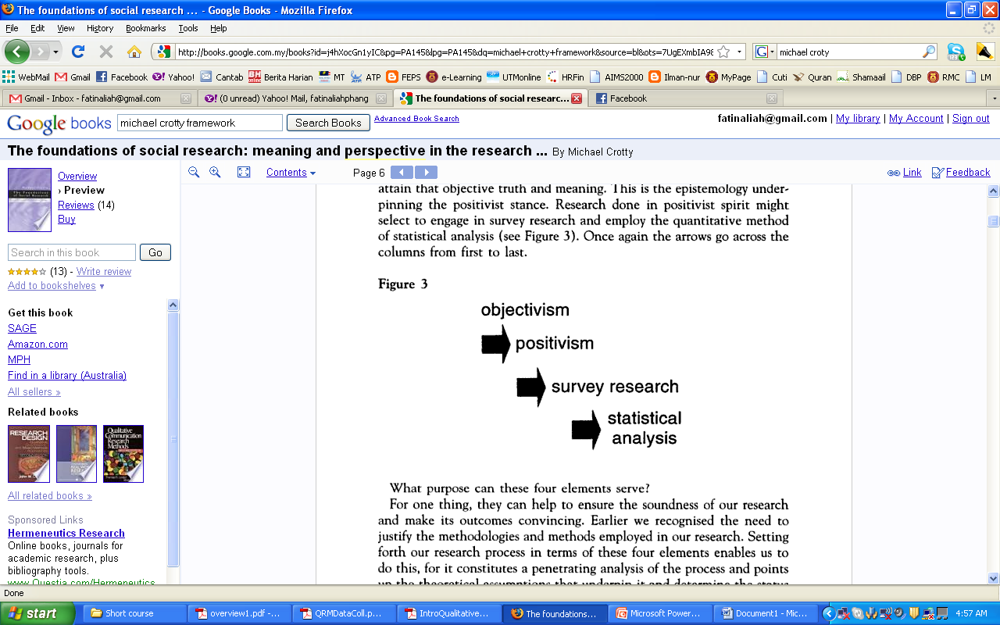 The foundations of social research ... - Google Books - Mozilla Firefox
File Edit View History Bookmarks Tools Help
http://books.google.com.my/books?id=j4hXocGn1yIC&pg=PA145&lpg=PA145&dq=michael+crotty+framework&source=bl&ots=7UgEXmbIA9&
michael croty
WebMail Gmail Facebook Yahoo! Cantab Berita Harian MT ATP FEPS e-Learning UTMonline HRFin AIMS2000 Ilman-nur MyPage Cuti Quran Shamaail DBP RMC LM
Gmail - Inbox - fatinaliah@gmail.com
(0 unread) Yahoo! Mail, fatinaliahphang
The foundations of social researc...
Facebook
Google books
michael crotty framework
Search Books
Advanced Book Search
fatinaliah@gmail.com | My library | My Account | Sign out
The foundations of social research: meaning and perspective in the research ... By Michael Crotty
Overview
› Preview
Reviews (14)
Buy
Search in this book
Go
(13) - Write review
Add to bookshelves ▼
Get this book
SAGE
Amazon.com
MPH
Find in a library (Australia)
All sellers »
Related books
RESEARCH DESIGN
Qualitative Communication Research Methods
All related books »
Sponsored Links
Hermeneutics Research
Online books, journals for
academic research, plus
bibliography tools.
www.Questia.com/Hermeneutics
Contents
Page 6
Link
Feedback
attain that objective truth and meaning. This is the epistemology under-
pinning the positivist stance. Research done in positivist spirit might
select to engage in survey research and employ the quantitative method
of statistical analysis (see Figure 3). Once again the arrows go across the
columns from first to last.
Figure 3
objectivism
positivism
survey research
statistical
analysis
What purpose can these four elements serve?
For one thing, they can help to ensure the soundness of our research
and make its outcomes convincing. Earlier we recognised the need to
justify the methodologies and methods employed in our research. Setting
forth our research process in terms of these four elements enables us to
do this, for it constitutes a penetrating analysis of the process and points
up the theoretical assumptions that underpin it and determine the status
Done
start
Short course
overview1.pdf -...
QRMDataColl.p...
IntroQualitative...
The foundations...
Microsoft Power...
Document1 - Mic...
4:57 AM